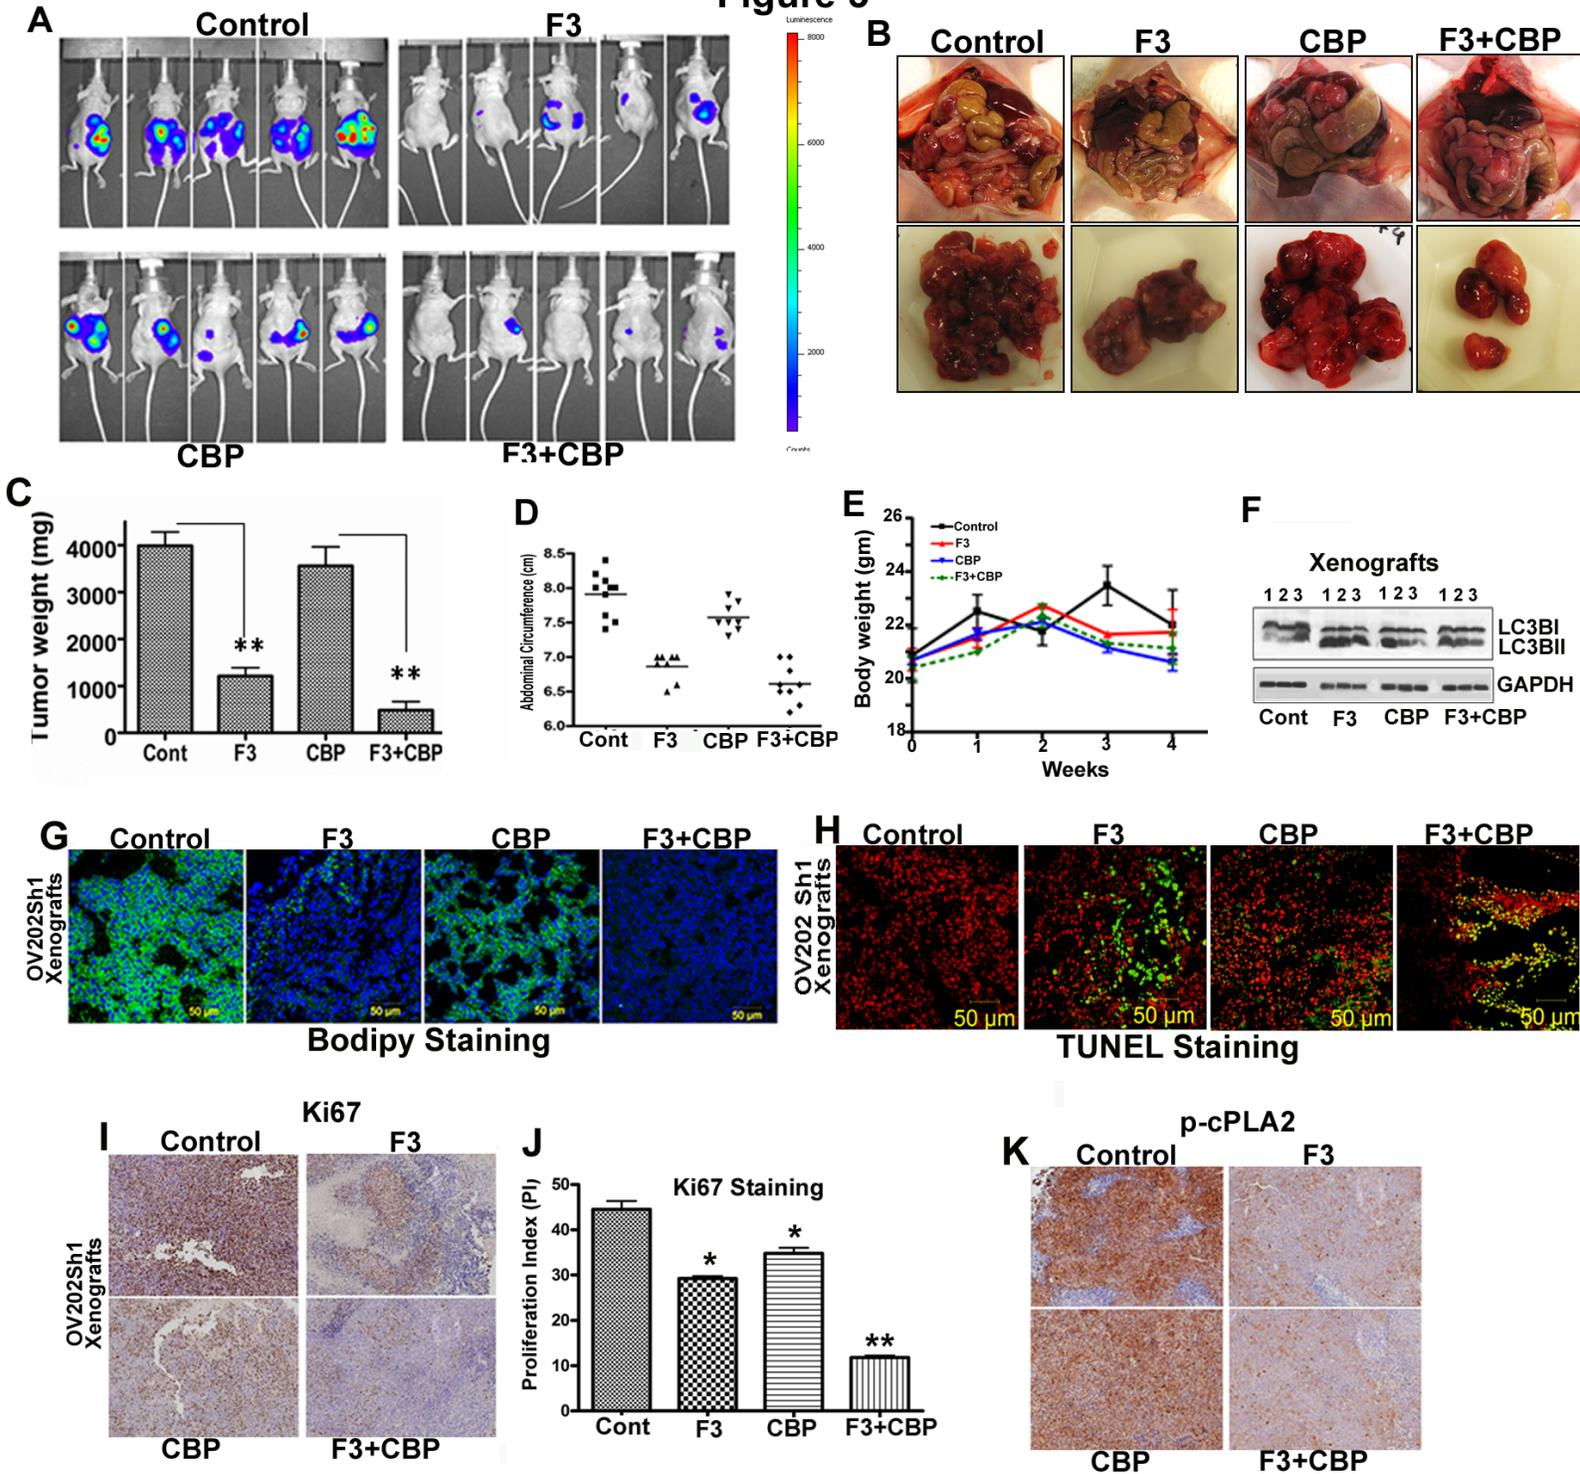 Figure 5
A
Control
F3
Luminescence
8000
6000
4000
2000
Counts
CBP
F3+CBP
B
Control
F3
CBP
F3+CBP
C
Tumor weight (mg)
4000
3000
2000
1000
0
**
**
Cont
F3
CBP
F3+CBP
D
Abdominal Circumference (cm)
8.5
8.0
7.5
7.0
6.5
6.0
Cont
F3
CBP
F3+CBP
E
Body weight (gm)
26
24
22
20
18
Control
F3
CBP
F3+CBP
0
1
2
3
4
Weeks
F
Xenografts
1 2 3
1 2 3
1 2 3
1 2 3
LC3BI
LC3BII
GAPDH
Cont
F3
CBP
F3+CBP
G
Control
F3
CBP
F3+CBP
OV202Sh1
Xenografts
50 µm
50 µm
50 µm
50 µm
Bodipy Staining
H
Control
F3
CBP
F3+CBP
OV202 Sh1
Xenografts
50 µm
50 µm
50 µm
50 µm
TUNEL Staining
Ki67
I
Control
F3
OV202Sh1
Xenografts
CBP
F3+CBP
J
Ki67 Staining
Proliferation Index (PI)
50
40
30
20
10
0
*
*
**
Cont
F3
CBP
F3+CBP
p-cPLA2
K
Control
F3
CBP
F3+CBP